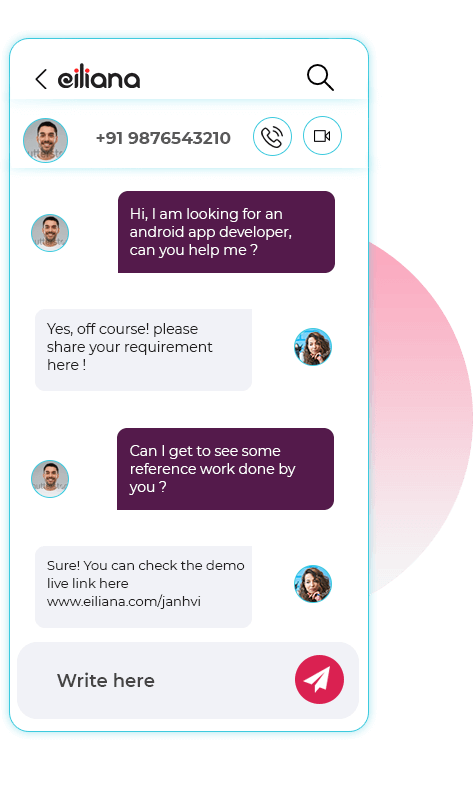 eiliana
+91 9876543210
Hi, I am looking for an
android app developer,
can you help me ?
Yes, off course! please
share your requirement
here !
Can I get to see some
reference work done by
you ?
Sure! You can check the demo
live link here
www.eiliana.com/janhvi
Write here